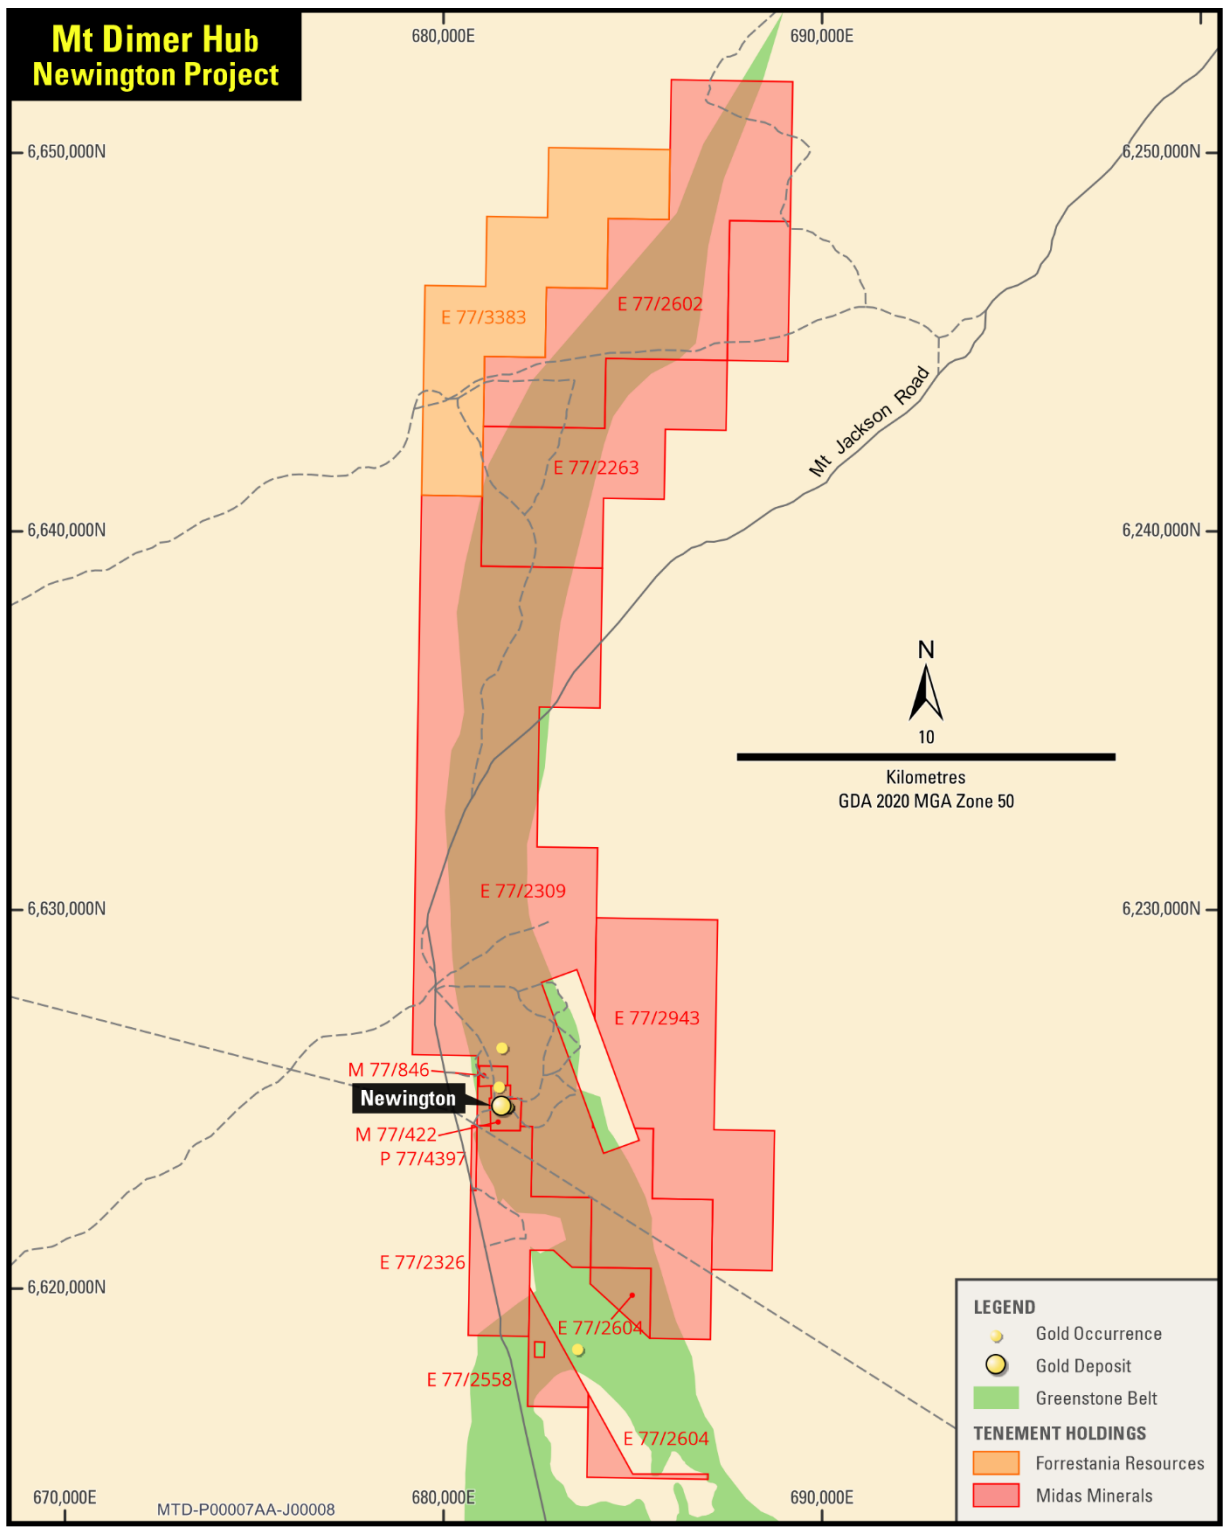 Mt Dimer Hub
Newington Project
680,000E
690,000E
6,650,000N
6,250,000N
E 77/2602
E 77/3383
Mt Jackson Road
E 77/2263
6,640,000N
6,240,000N
N
10
Kilometres
GDA 2020 MGA Zone 50
E 77/2309
6,630,000N
6,230,000N
E 77/2943
M 77/846
Newington
M 77/422
P 77/4397
E 77/2326
6,620,000N
E 77/2604
E 77/2558
E 77/2604
LEGEND
Gold Occurrence
Gold Deposit
Greenstone Belt
TENEMENT HOLDINGS
Forrestania Resources
Midas Minerals
670,000E
680,000E
690,000E
MTD-P00007AA-J00008